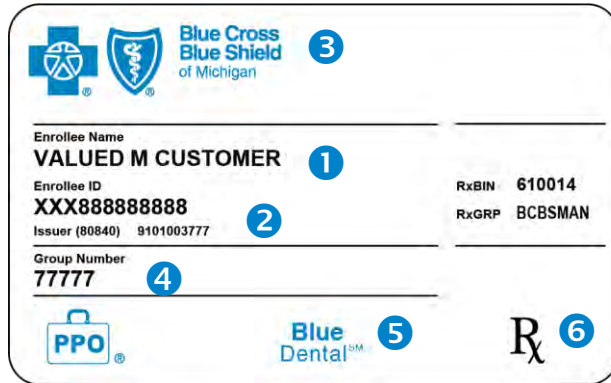 Blue Cross
Blue Shield
of Michigan
3
Enrollee Name
VALUED M CUSTOMER
1
Enrollee ID
XXX888888888
2
Issuer (80840) 9101003777
RxBIN 610014
RxGRP BCBSMAN
Group Number
77777
4
PPO ®
Blue
Dental℠
5
Rx
6